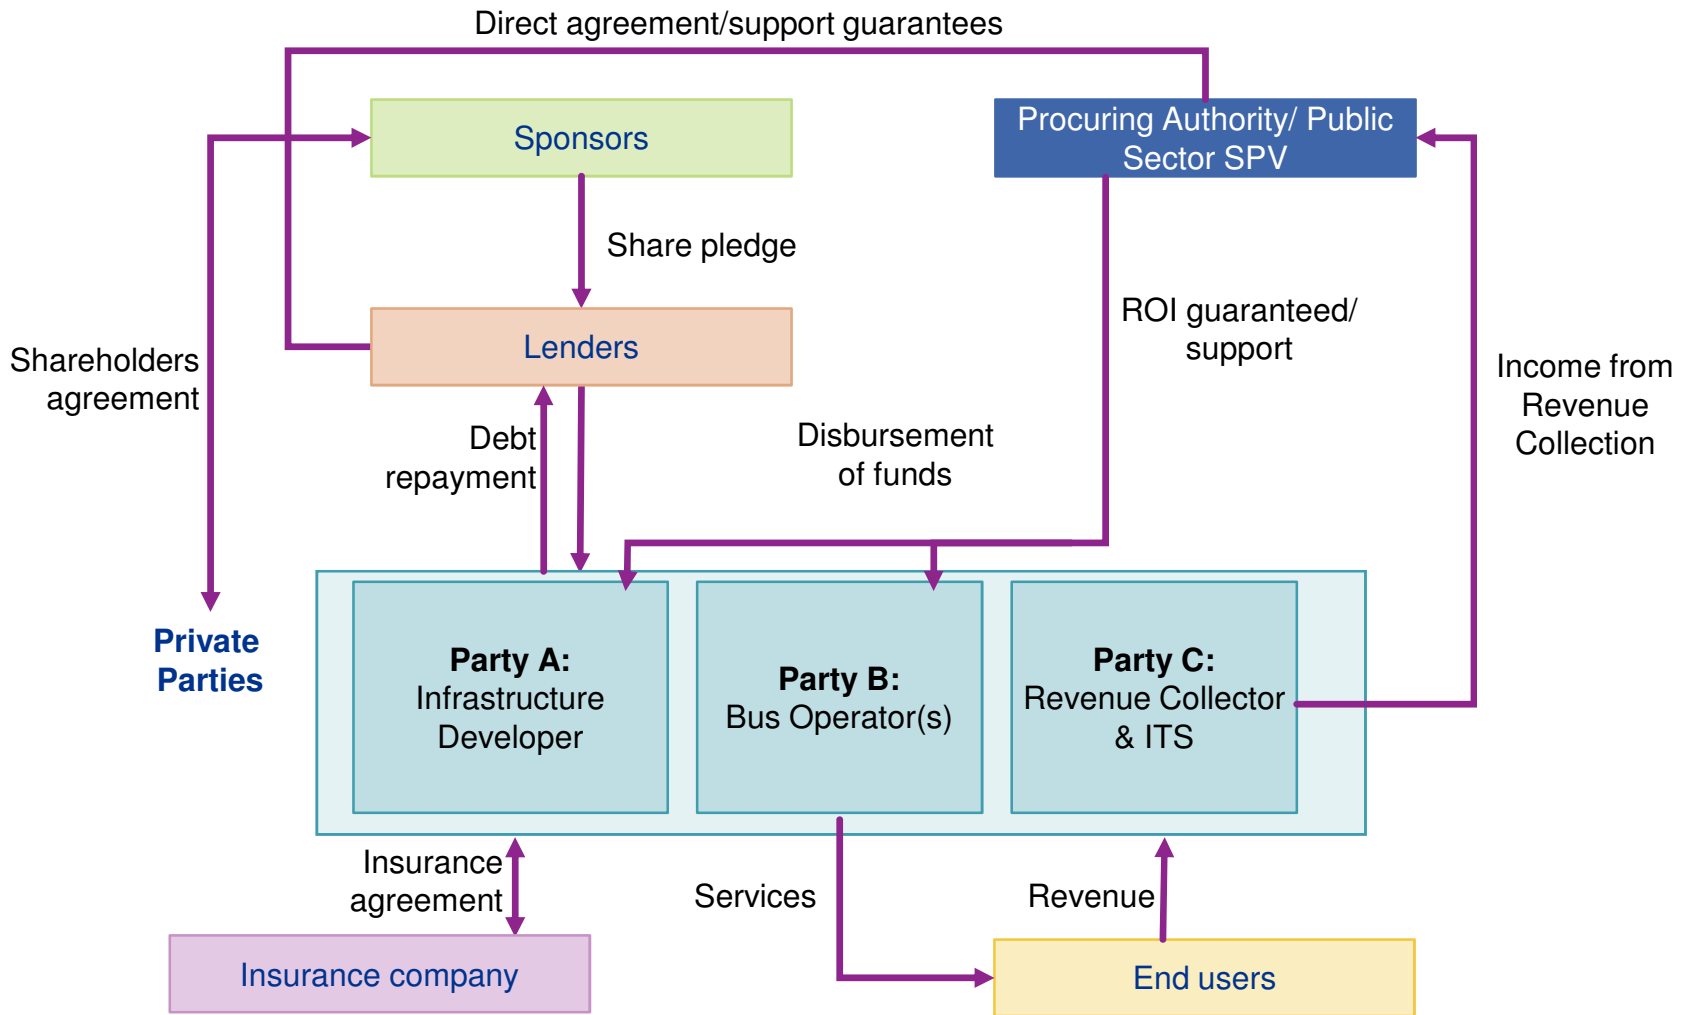 Direct agreement/support guarantees
Sponsors
Procuring Authority/ Public
Sector SPV
Share pledge
Lenders
ROI guaranteed/
support
Shareholders
agreement
Income from
Revenue
Collection
Debt
repayment
Disbursement
of funds
Private
Parties
Party A:
Infrastructure
Developer
Party B:
Bus Operator(s)
Party C:
Revenue Collector
& ITS
Insurance
agreement
Services
Revenue
Insurance company
End users